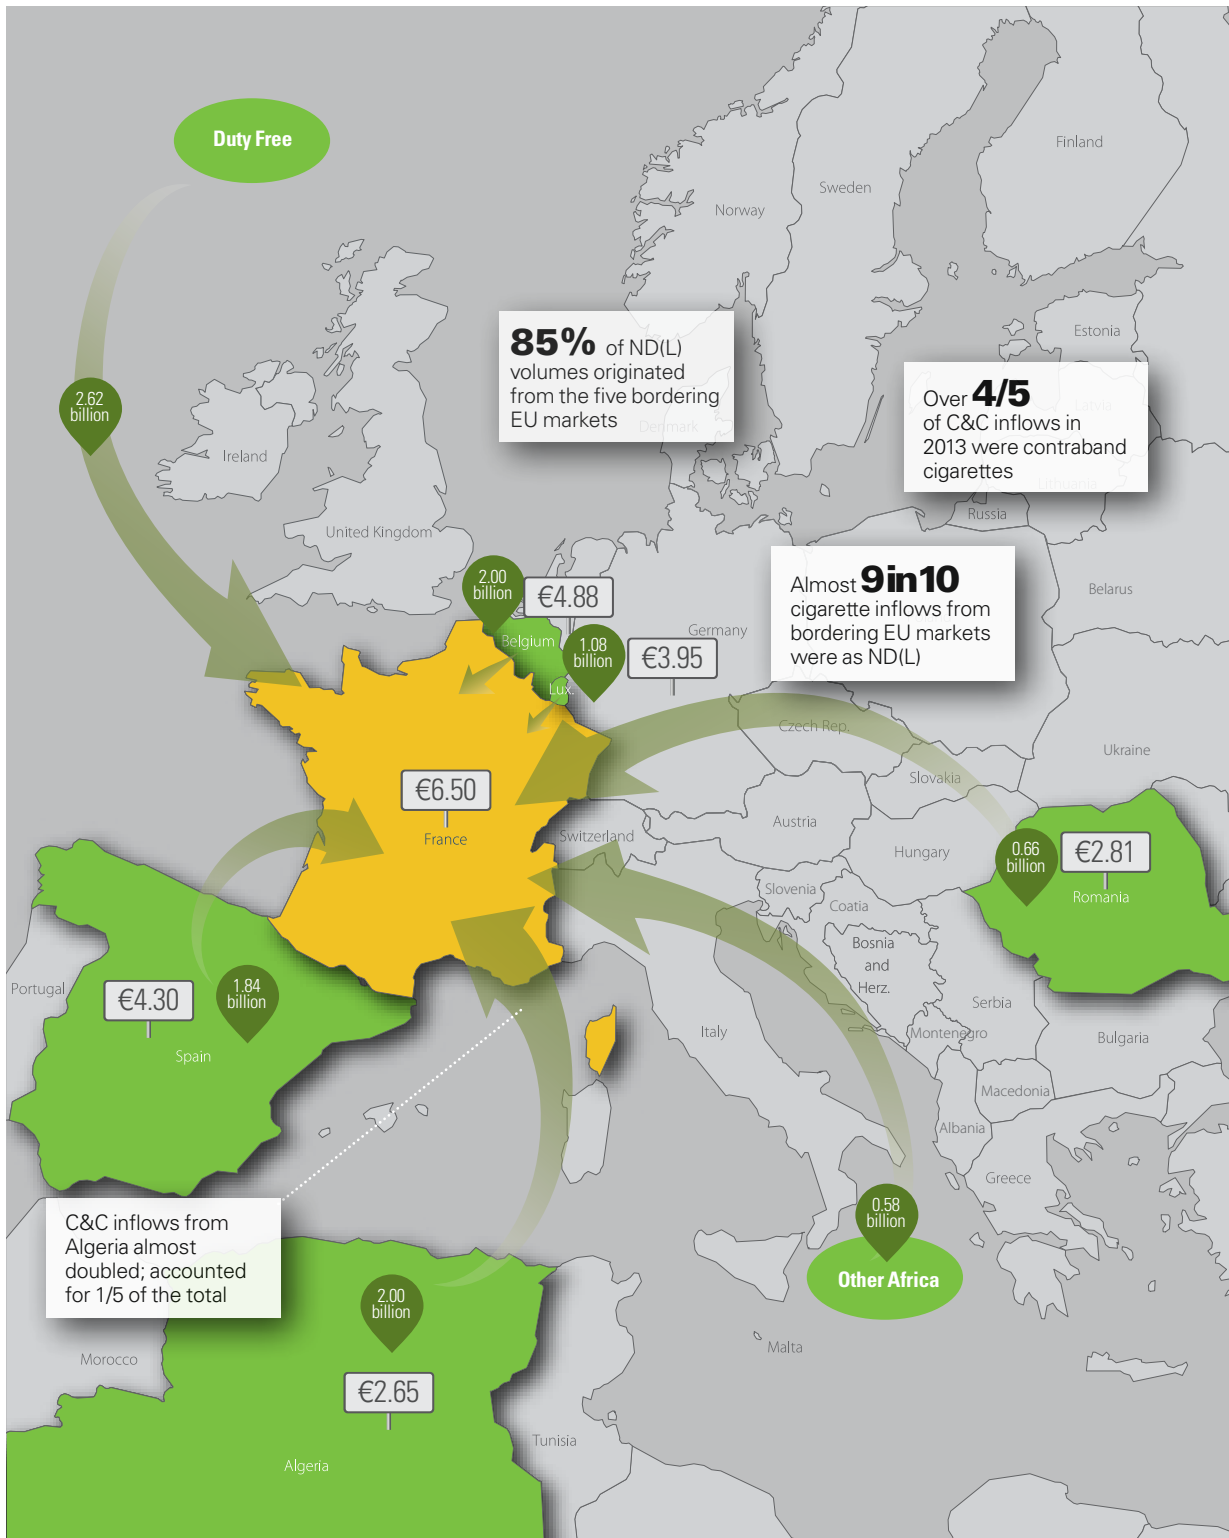 Duty Free
Finland
Sweden
Norway
85% of ND(L)
volumes originated
from the five bordering
EU markets
Denmark
Estonia
Over 4/5
of C&C inflows in
2013 were contraband
cigarettes
Latvia
Lithuania
2.62
billion
Ireland
Russia
United Kingdom
2.00
billion
€4.88
Almost 9in10
cigarette inflows from
bordering EU markets
were as ND(L)
Belarus
Belgium
1.08
billion
€3.95
Germany
Lux.
Czech Rep.
Ukraine
Slovakia
€6.50
France
Switzerland
Austria
Hungary
0.66
billion
€2.81
Romania
Slovenia
Coatia
Bosnia
and
Herz.
Portugal
€4.30
1.84
billion
Spain
Serbia
Italy
Montenegro
Bulgaria
Macedonia
Albania
Greece
C&C inflows from
Algeria almost
doubled; accounted
for 1/5 of the total
0.58
billion
Other Africa
2.00
billion
Malta
Morocco
€2.65
Tunisia
Algeria